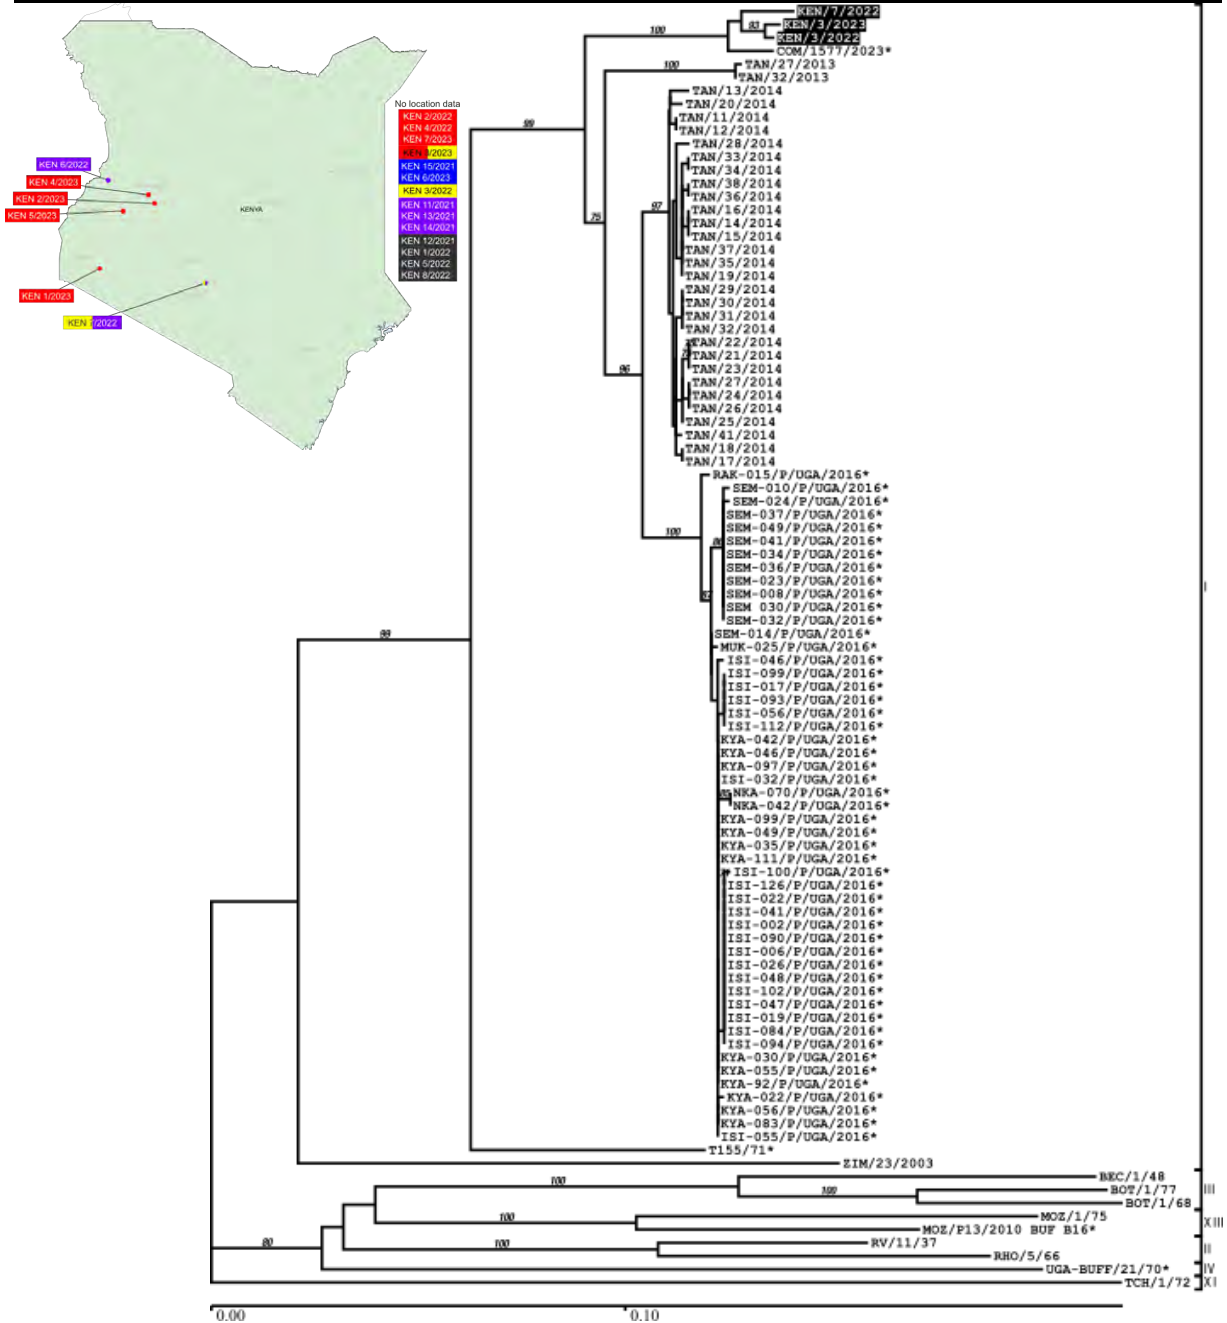 No location data
KEN 2/2022
KEN 4/2022
KEN 7/2023
/2023
KEN 15/2021
KEN 6/2023
KEN 3/2022
KEN 11/2021
KEN 13/2021
KEN 14/2021
KEN 12/2021
KEN 1/2022
KEN 5/2022
KEN 8/2022
KEN 6/2022
KEN 4/2023
KEN 2/2023
KEN 5/2023
KENYA
KEN 1/2023
KEN /2022
KEN/7/2022
93 KEN/3/2023
100 KEN/3/2022
COM/1577/2023*
TAN/27/2013
100 TAN/32/2013
TAN/13/2014
TAN/20/2014
TAN/11/2014
99 TAN/12/2014
TAN/28/2014
TAN/33/2014
TAN/34/2014
TAN/38/2014
TAN/36/2014
97 TAN/16/2014
75 TAN/14/2014
TAN/15/2014
TAN/37/2014
TAN/35/2014
TAN/19/2014
TAN/29/2014
TAN/30/2014
TAN/31/2014
TAN/32/2014
TAN/22/2014
TAN/21/2014
96 TAN/23/2014
TAN/27/2014
TAN/24/2014
TAN/26/2014
TAN/25/2014
TAN/41/2014
TAN/18/2014
TAN/17/2014
RAK-015/P/UGA/2016*
SEM-010/P/UGA/2016*
SEM-024/P/UGA/2016*
SEM-037/P/UGA/2016*
100 SEM-049/P/UGA/2016*
SEM-041/P/UGA/2016*
SEM-034/P/UGA/2016*
SEM-036/P/UGA/2016*
SEM-023/P/UGA/2016*
I
SEM-008/P/UGA/2016*
SEM 030/P/UGA/2016*
SEM-032/P/UGA/2016*
99 SEM-014/P/UGA/2016*
MUK-025/P/UGA/2016*
ISI-046/P/UGA/2016*
ISI-099/P/UGA/2016*
ISI-017/P/UGA/2016*
ISI-093/P/UGA/2016*
ISI-056/P/UGA/2016*
ISI-112/P/UGA/2016*
KYA-042/P/UGA/2016*
KYA-046/P/UGA/2016*
KYA-097/P/UGA/2016*
ISI-032/P/UGA/2016*
NKA-070/P/UGA/2016*
NKA-042/P/UGA/2016*
KYA-099/P/UGA/2016*
KYA-049/P/UGA/2016*
KYA-035/P/UGA/2016*
KYA-111/P/UGA/2016*
ISI-100/P/UGA/2016*
ISI-126/P/UGA/2016*
ISI-022/P/UGA/2016*
ISI-041/P/UGA/2016*
ISI-002/P/UGA/2016*
ISI-090/P/UGA/2016*
ISI-006/P/UGA/2016*
ISI-026/P/UGA/2016*
ISI-048/P/UGA/2016*
ISI-102/P/UGA/2016*
ISI-047/P/UGA/2016*
ISI-019/P/UGA/2016*
ISI-084/P/UGA/2016*
ISI-094/P/UGA/2016*
KYA-030/P/UGA/2016*
KYA-055/P/UGA/2016*
KYA-92/P/UGA/2016*
KYA-022/P/UGA/2016*
KYA-056/P/UGA/2016*
KYA-083/P/UGA/2016*
ISI-055/P/UGA/2016*
T155/71*
ZIM/23/2003
100 BEC/1/48
100 BOT/1/77 III
BOT/1/68
100 MOZ/1/75
XIII
MOZ/P13/2010 BUF B16*
80 100 RV/11/37
II
RHO/5/66
UGA-BUFF/21/70* IV
TCH/1/72 XI
0.00 0.10